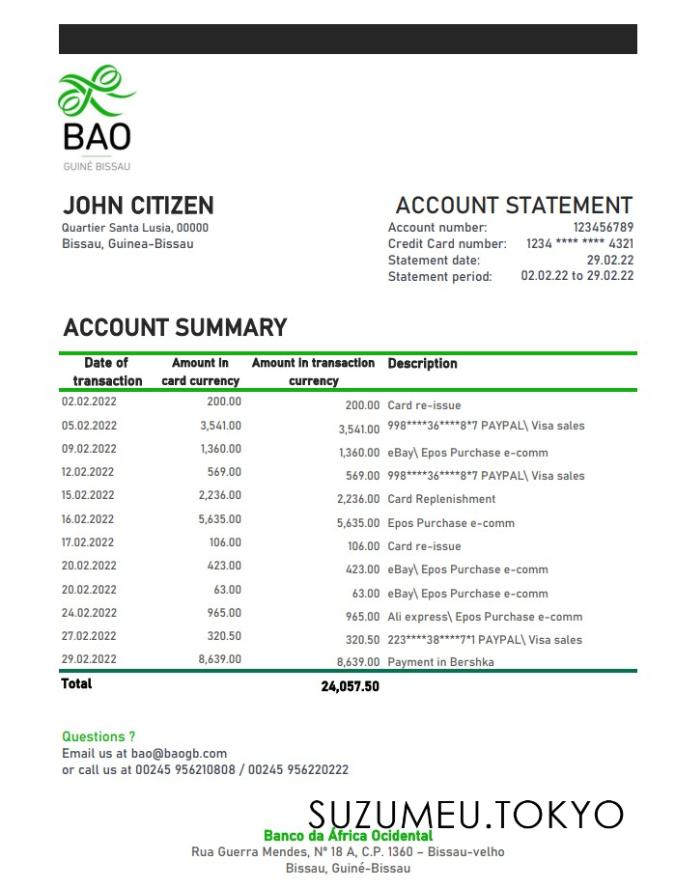 BAO
GUINÉ BISSAU
JOHN CITIZEN
Quartier Santa Lusia, 00000
Bissau, Guinea-Bissau
ACCOUNT STATEMENT
Account number: 123456789
Credit Card number: 1234 **** **** 4321
Statement date: 29.02.22
Statement period: 02.02.22 to 29.02.22
ACCOUNT SUMMARY
Date of transaction Amount in card currency Amount in transaction currency Description
02.02.2022 200.00 200.00 Card re-issue
05.02.2022 3,541.00 3,541.00 998****36****8*7 PAYPAL\ Visa sales
09.02.2022 1,360.00 1,360.00 eBay\ Epos Purchase e-comm
12.02.2022 569.00 569.00 998****36****8*7 PAYPAL\ Visa sales
15.02.2022 2,236.00 2,236.00 Card Replenishment
16.02.2022 5,635.00 5,635.00 Epos Purchase e-comm
17.02.2022 106.00 106.00 Card re-issue
20.02.2022 423.00 423.00 eBay\ Epos Purchase e-comm
20.02.2022 63.00 63.00 eBay\ Epos Purchase e-comm
24.02.2022 965.00 965.00 Ali express\ Epos Purchase e-comm
27.02.2022 320.50 320.50 223****38****7*1 PAYPAL\ Visa sales
29.02.2022 8,639.00 8,639.00 Payment in Bershka
Total 24,057.50
Questions ?
Email us at bao@baogb.com
or call us at 00245 956210808 / 00245 956220222
SUZUMEU.TOKYO
Banco da África Ocidental
Rua Guerra Mendes, Nº 18 A, C.P. 1360 – Bissau-velho
Bissau, Guiné-Bissau